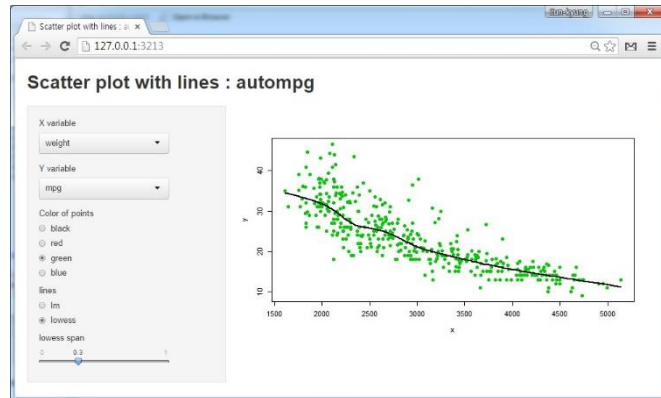 Scatter plot with lines : au
127.0.0.1:3213
Scatter plot with lines : autompg
X variable
weight
Y variable
mpg
Color of points
black
red
green
blue
lines
lm
lowess
lowess span
0 0.3 1
y
40
30
20
10
1500 2000 2500 3000 3500 4000 4500 5000
x